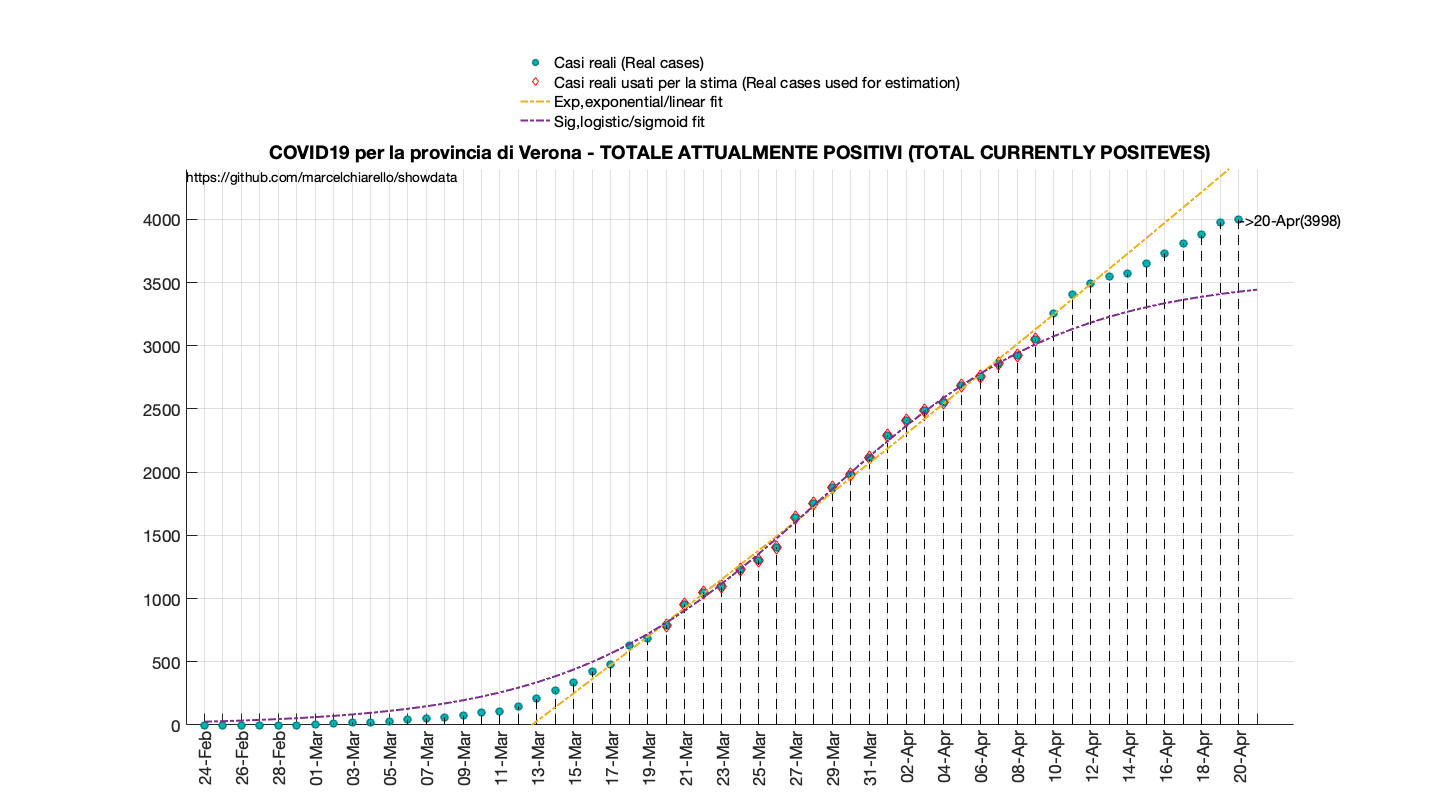 Casi reali (Real cases)
Casi reali usati per la stima (Real cases used for estimation)
Exp,exponential/linear fit
Sig,logistic/sigmoid fit
COVID19 per la provincia di Verona - TOTALE ATTUALMENTE POSITIVI (TOTAL CURRENTLY POSITEVES)
https://github.com/marcelchiarello/showdata
4000
3500
3000
2500
2000
1500
1000
500
0
->20-Apr(3998)
24-Feb
26-Feb
28-Feb
01-Mar
03-Mar
05-Mar
07-Mar
09-Mar
11-Mar
13-Mar
15-Mar
17-Mar
19-Mar
21-Mar
23-Mar
25-Mar
27-Mar
29-Mar
31-Mar
02-Apr
04-Apr
06-Apr
08-Apr
10-Apr
12-Apr
14-Apr
16-Apr
18-Apr
20-Apr